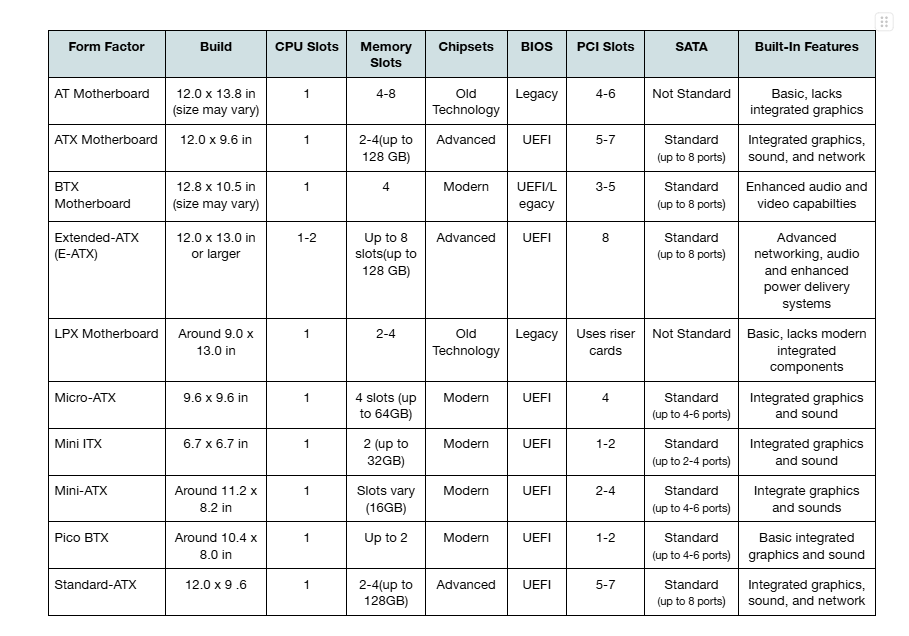 Form Factor Build CPU Slots Memory Chipsets BIOS PCI Slots SATA Built-In Features
Slots
AT Motherboard 12.0 x 13.8 in 1 4-8 Old Legacy 4-6 Not Standard Basic, lacks
(size may vary) Technology integrated graphics
ATX Motherboard 12.0 x 9.6 in 1 2-4(up to Advanced UEFI 5-7 Standard Integrated graphics,
128 GB) (up to 8 ports) sound, and network
BTX 12.8 x 10.5 in 1 4 Modern UEFI/L 3-5 Standard Enhanced audio and
Motherboard (size may vary) egacy (up to 8 ports) video capabilties
Extended-ATX 12.0 x 13.0 in 1-2 Up to 8 Advanced UEFI 8 Standard Advanced
(E-ATX) or larger slots(up to (up to 8 ports) networking, audio
128 GB) and enhanced
power delivery
systems
LPX Motherboard Around 9.0 x 1 2-4 Old Legacy Uses riser Not Standard Basic, lacks modern
13.0 in Technology cards integrated
components
Micro-ATX 9.6 x 9.6 in 1 4 slots (up Modern UEFI 4 Standard Integrated graphics
to 64GB) (up to 4-6 ports) and sound
Mini ITX 6.7 x 6.7 in 1 2 (up to Modern UEFI 1-2 Standard Integrated graphics
32GB) (up to 2-4 ports) and sound
Mini-ATX Around 11.2 x 1 Slots vary Modern UEFI 2-4 Standard Integrate graphics
8.2 in (16GB) (up to 4-6 ports) and sounds
Pico BTX Around 10.4 x 1 Up to 2 Modern UEFI 1-2 Standard Basic integrated
8.0 in (up to 4-6 ports) graphics and sound
Standard-ATX 12.0 x 9 .6 1 2-4(up to Advanced UEFI 5-7 Standard Integrated graphics,
128GB) (up to 8 ports) sound, and network